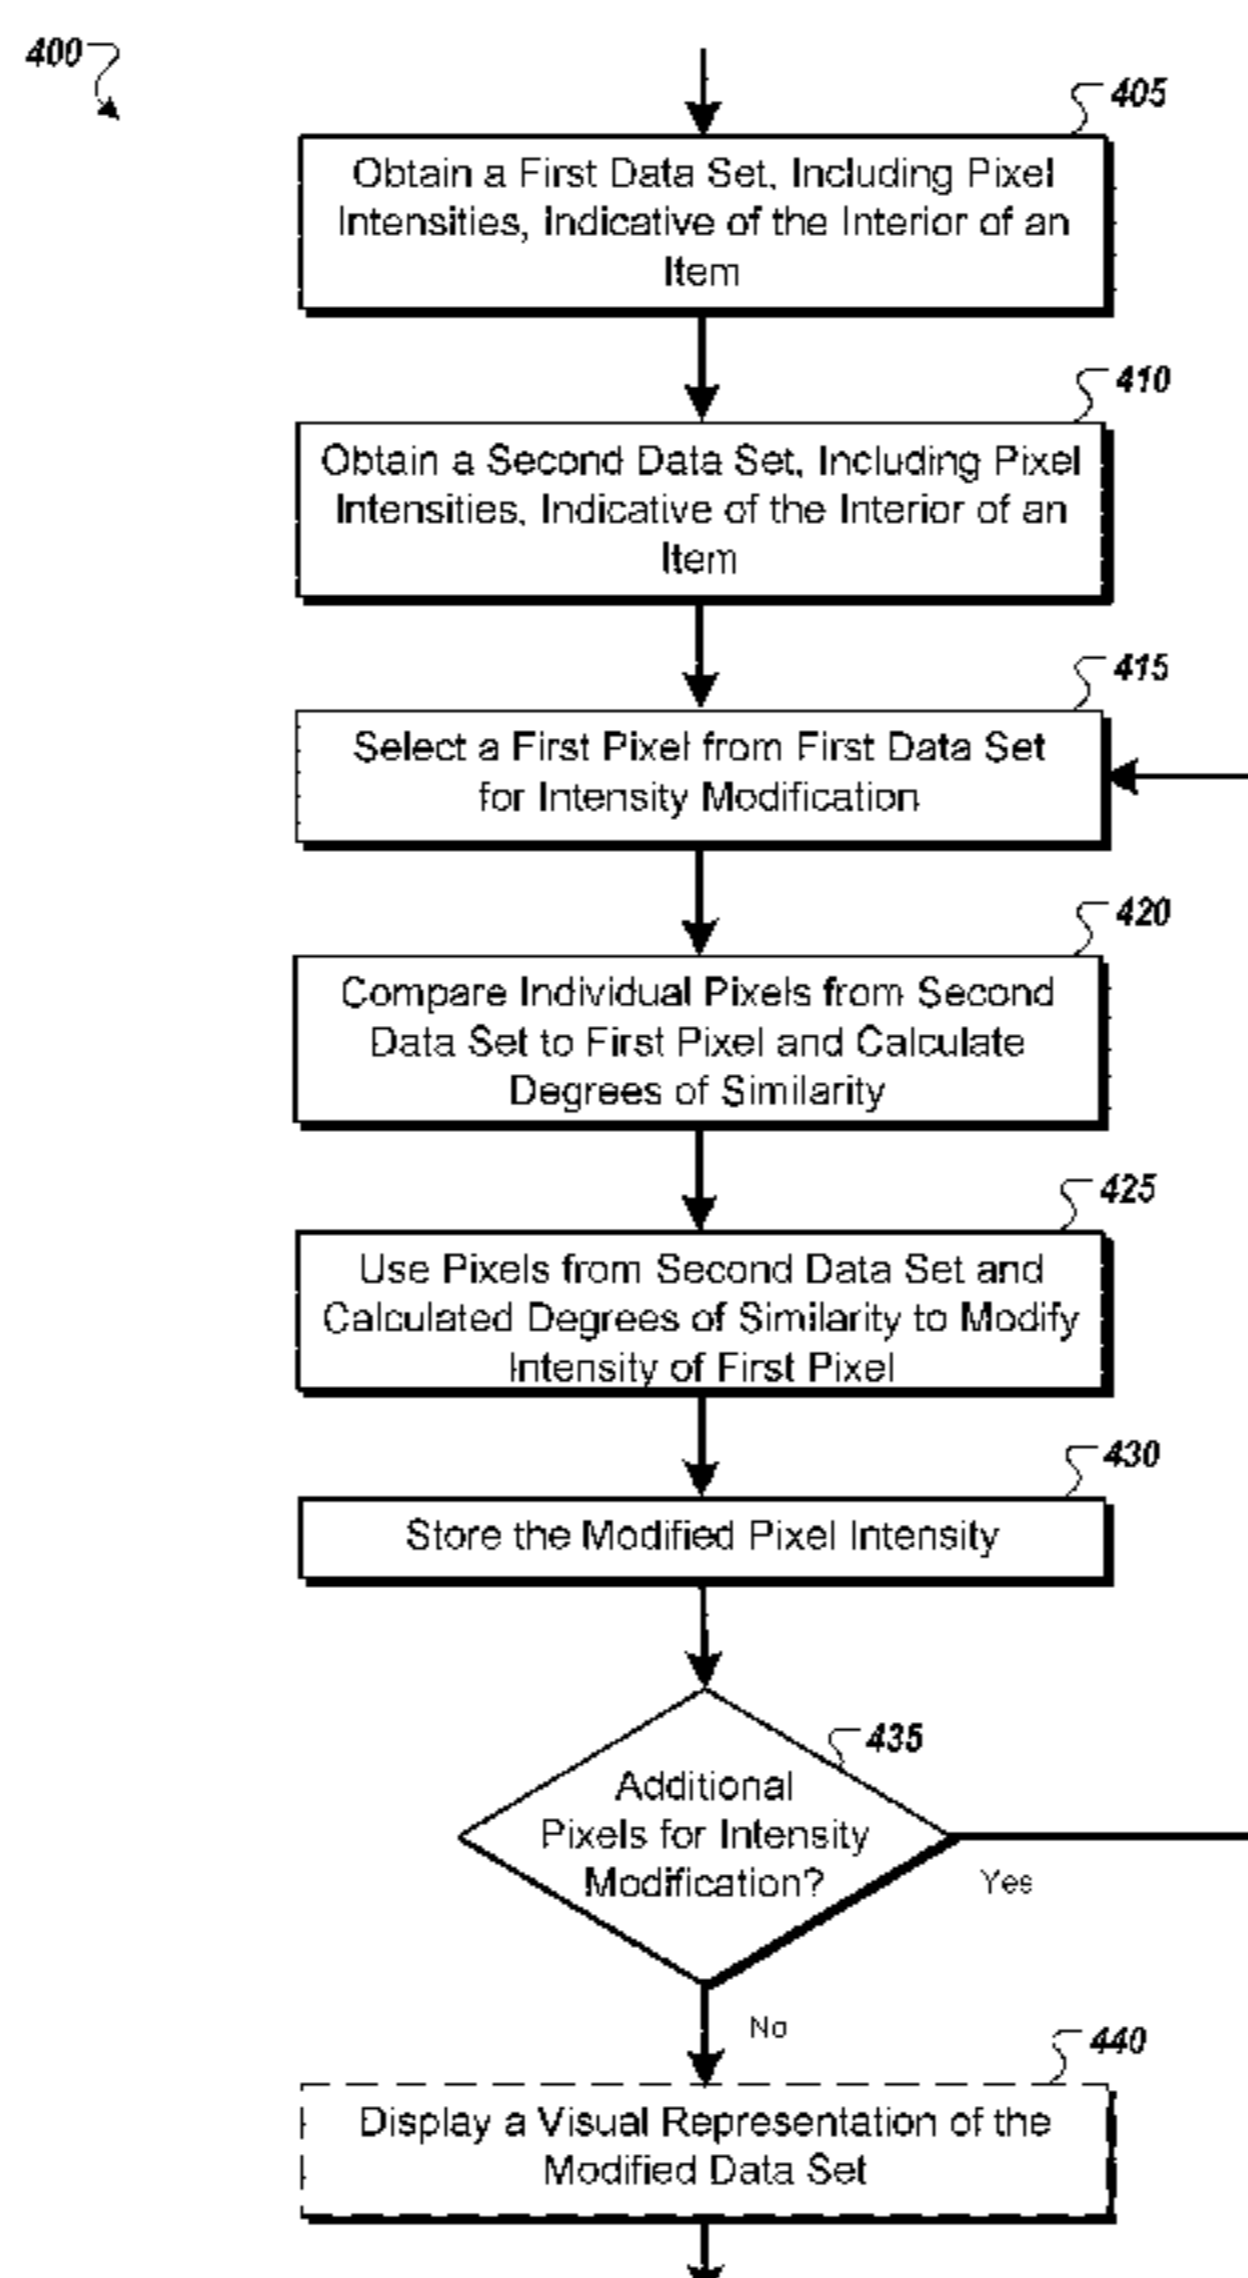 400
405
Obtain a First Data Set, Including Pixel
Intensities, Indicative of the Interior of an
Item
410
Obtain a Second Data Set, Including Pixel
Intensities, Indicative of the Interior of an
Item
415
Select a First Pixel from First Data Set
for Intensity Modification
420
Compare Individual Pixels from Second
Data Set to First Pixel and Calculate
Degrees of Similarity
425
Use Pixels from Second Data Set and
Calculated Degrees of Similarity to Modify
Intensity of First Pixel
430
Store the Modified Pixel Intensity
435
Additional
Pixels for Intensity
Modification?
Yes
No
440
Display a Visual Representation of the
Modified Data Set